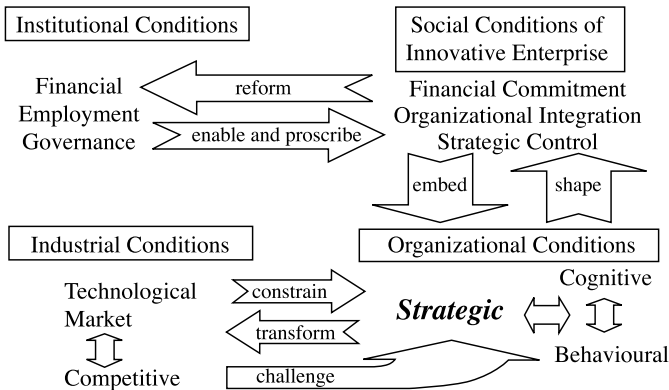 Institutional Conditions
Social Conditions of
Innovative Enterprise
Financial
Employment
Governance
reform
enable and proscribe
Financial Commitment
Organizational Integration
Strategic Control
embed
shape
Industrial Conditions
Organizational Conditions
Technological
Market
Competitive
constrain
transform
challenge
Strategic
Cognitive
Behavioural